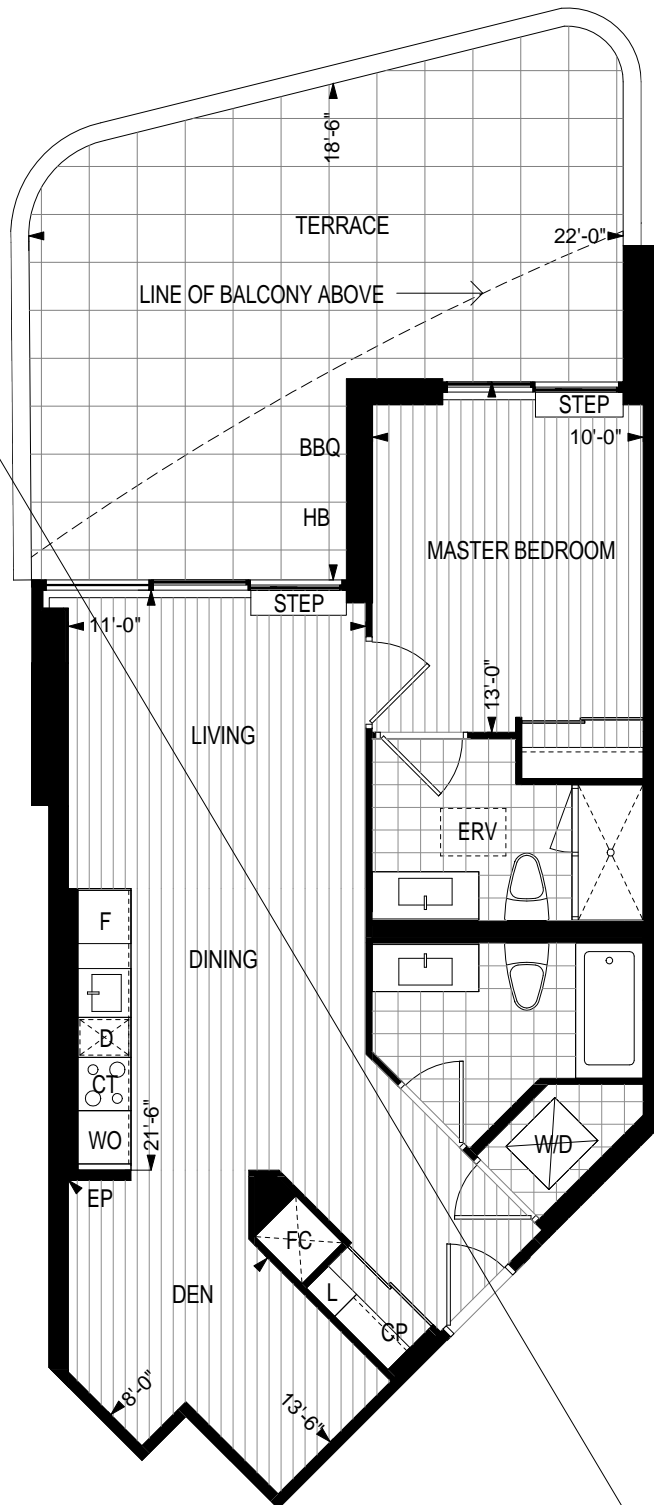 18'-6"
TERRACE
22'-0"
LINE OF BALCONY ABOVE
STEP
BBQ
10'-0"
HB
MASTER BEDROOM
STEP
11'-0"
13'-0"
LIVING
ERV
F
DINING
D
CT
WO
21'-6"
W/D
EP
FC
DEN
L
CP
8'-0"
13'-6"